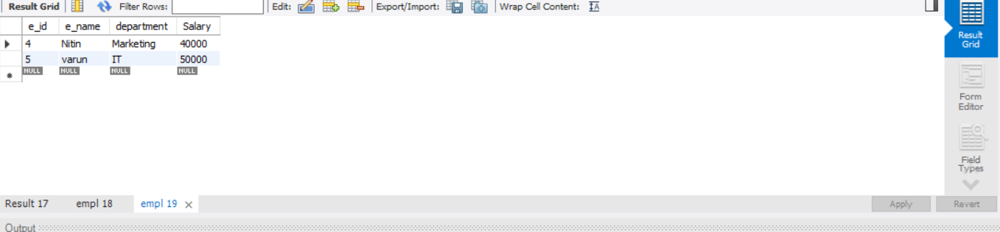 Result Grid Filter Rows: Edit: Export/Import: Wrap Cell Content: IA
e_id e_name department Salary
4 Nitin Marketing 40000
5 varun IT 50000
NULL NULL NULL NULL
Result
Grid
Form
Editor
Field
Types
Result 17 empl 18 empl 19 × Apply Revert
Output